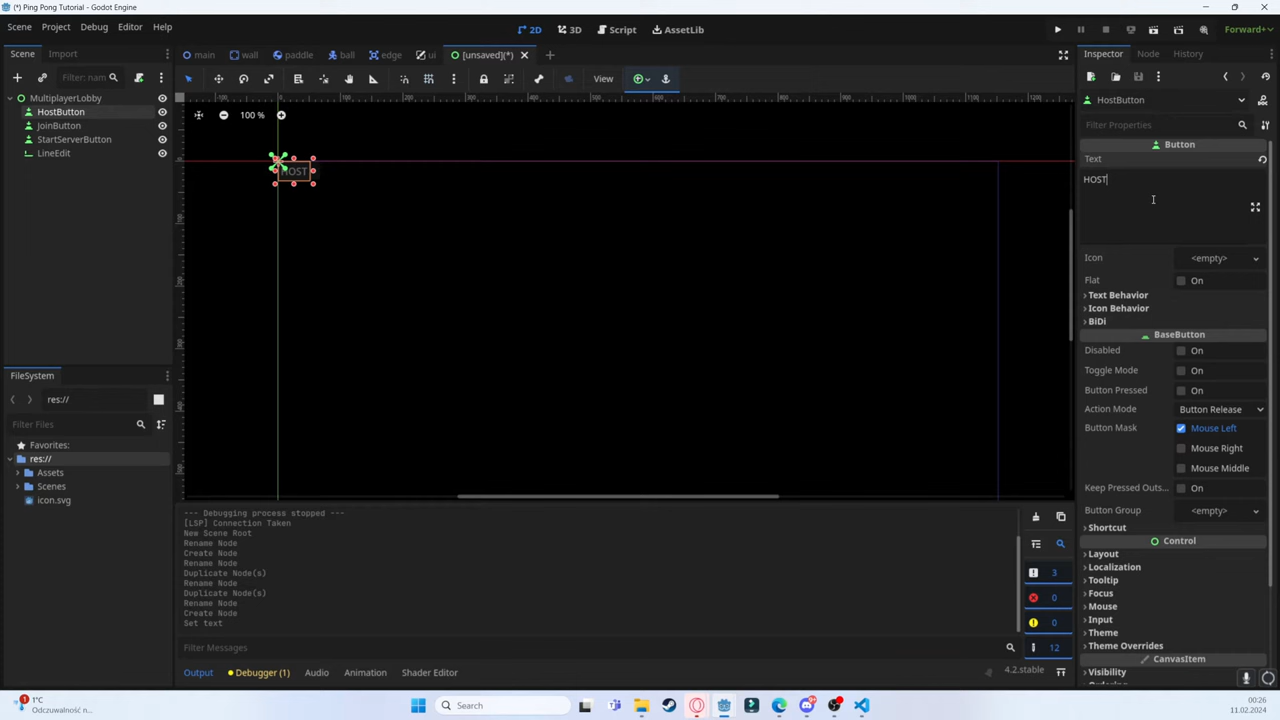 (*) Ping Pong Tutorial - Godot Engine
Scene Project Debug Editor Help
2D 3D Script AssetLib
Forward+
Scene Import
main wall paddle ball edge ui [unsaved](*)
Inspector Node History
Filter: nam
View
MultiplayerLobby
HostButton
JoinButton
StartServerButton
LineEdit
100 %
HOST
HostButton
Filter Properties
Button
Text
HOST
Icon <empty>
Flat On
Text Behavior
Icon Behavior
BiDi
BaseButton
Disabled On
Toggle Mode On
Button Pressed On
Action Mode Button Release
Button Mask Mouse Left
Mouse Right
Mouse Middle
Keep Pressed Outs... On
Button Group <empty>
Shortcut
Control
Layout
Localization
Tooltip
Focus
Mouse
Input
Theme
Theme Overrides
CanvasItem
Visibility
Ordering
FileSystem
res://
Filter Files
Favorites:
res://
Assets
Scenes
icon.svg
--- Debugging process stopped ---
[LSP] Connection Taken
New Scene Root
Rename Node
Create Node
Rename Node
Duplicate Node(s)
Rename Node
Duplicate Node(s)
Rename Node
Create Node
Set text
3
0
0
12
Filter Messages
Output Debugger (1) Audio Animation Shader Editor
4.2.stable
1°C
Odczuwalność n...
Search
00:26
11.02.2024